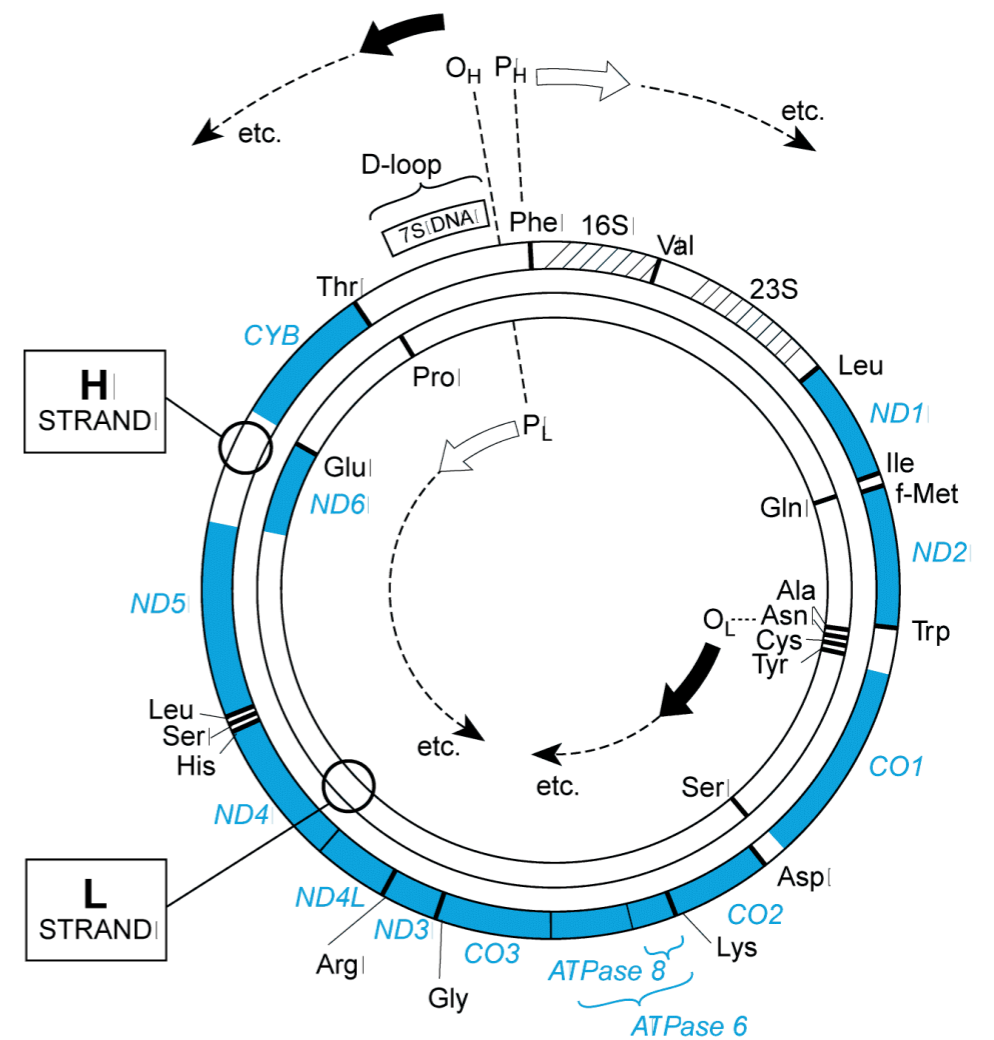 OH PH
etc.
etc.
D-loop
7S DNA
Phe
16S
Val
23S
Thr
CYB
Pro
PL
Leu
ND1
H
STRAND
Glu
ND6
Ile
f-Met
Gln
ND2
ND5
Ala
OL
Asn
Cys
Tyr
Trp
Leu
Ser
His
etc.
etc.
CO1
ND4
Ser
L
STRAND
Asp
ND4L
ND3
CO3
CO2
Lys
Arg
Gly
ATPase 8
ATPase 6